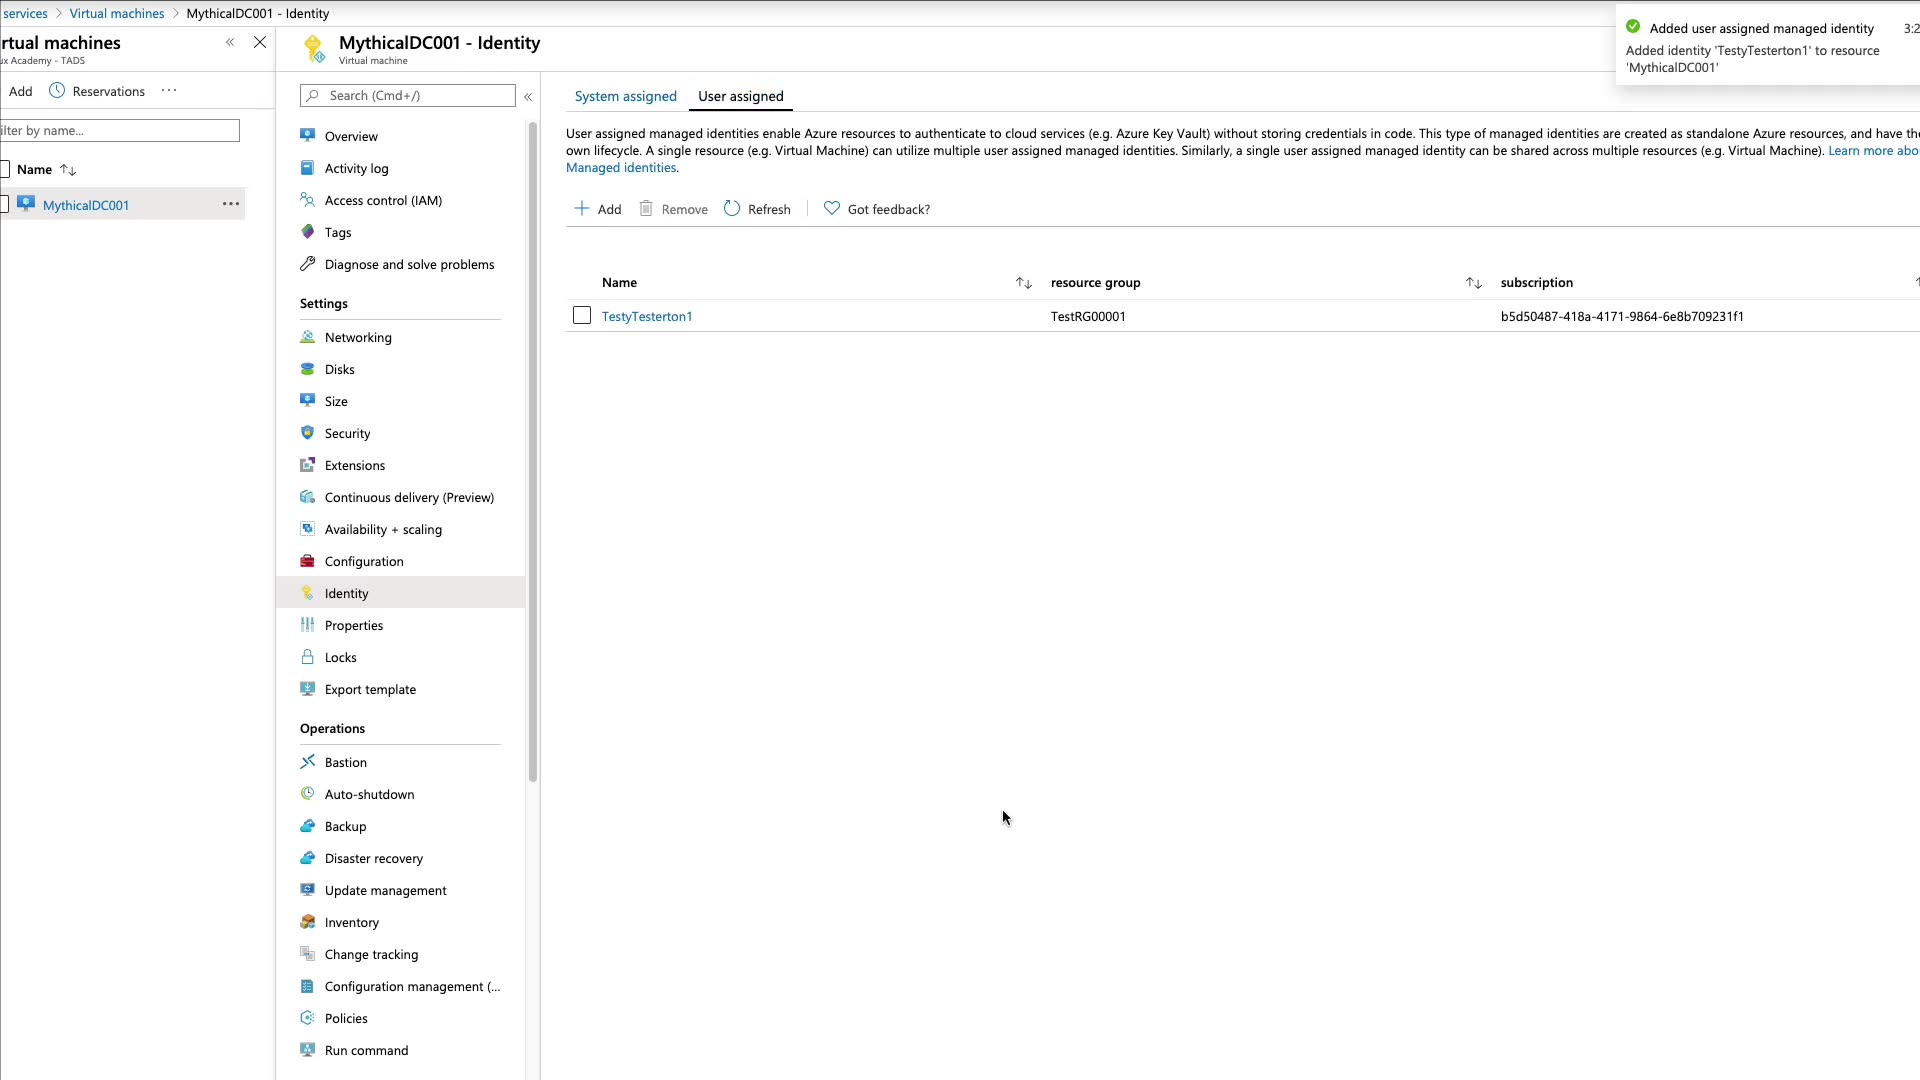 services > Virtual machines > MythicalDC001 - Identity
rtual machines
ux Academy - TADS
Add
Reservations
ilter by name...
Name
MythicalDC001
MythicalDC001 - Identity
Virtual machine
Search (Cmd+/)
Overview
Activity log
Access control (IAM)
Tags
Diagnose and solve problems
Settings
Networking
Disks
Size
Security
Extensions
Continuous delivery (Preview)
Availability + scaling
Configuration
Identity
Properties
Locks
Export template
Operations
Bastion
Auto-shutdown
Backup
Disaster recovery
Update management
Inventory
Change tracking
Configuration management (...
Policies
Run command
System assigned
User assigned
User assigned managed identities enable Azure resources to authenticate to cloud services (e.g. Azure Key Vault) without storing credentials in code. This type of managed identities are created as standalone Azure resources, and have the
own lifecycle. A single resource (e.g. Virtual Machine) can utilize multiple user assigned managed identities. Similarly, a single user assigned managed identity can be shared across multiple resources (e.g. Virtual Machine). Learn more abo
Managed identities.
Add
Remove
Refresh
Got feedback?
Name
resource group
subscription
TestyTesterton1
TestRG00001
b5d50487-418a-4171-9864-6e8b709231f1
Added user assigned managed identity
3:2
Added identity 'TestyTesterton1' to resource
'MythicalDC001'